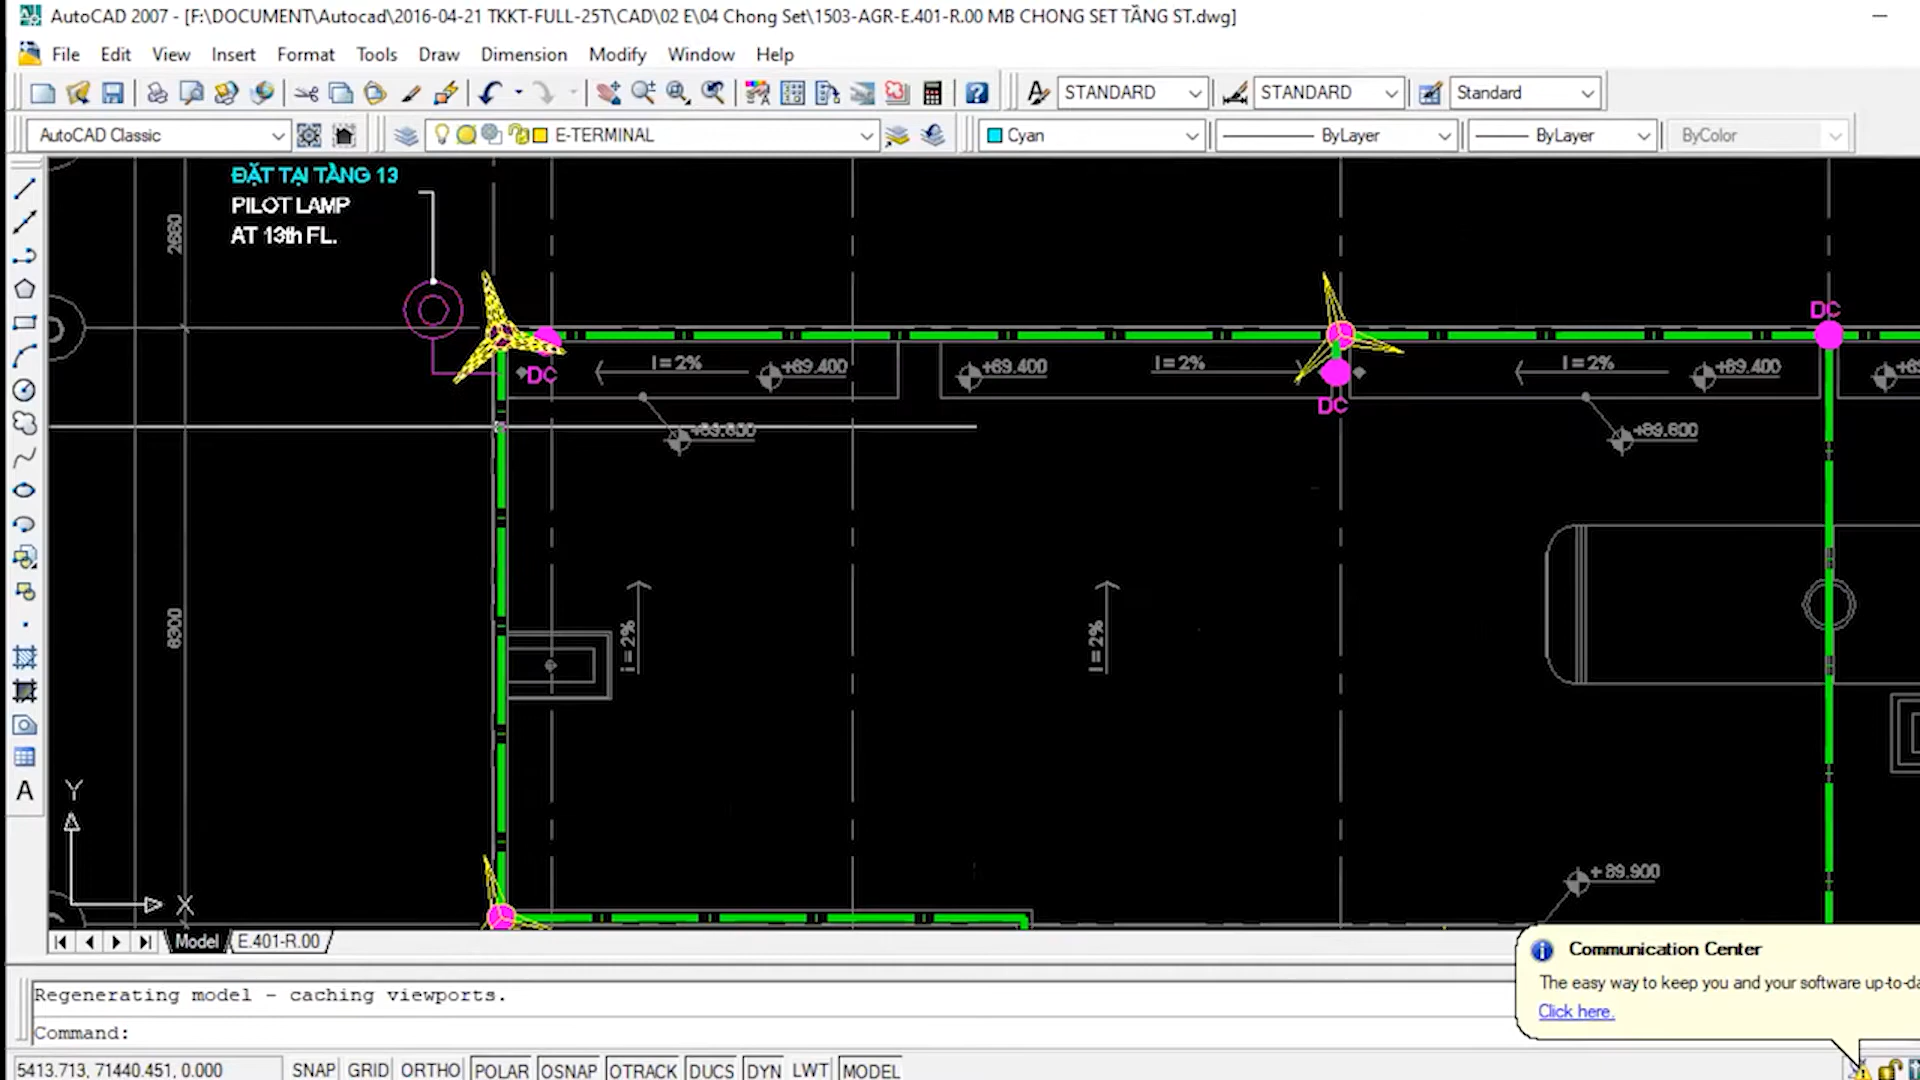 AutoCAD 2007 - [F:\DOCUMENT\Autocad\2016-04-21 TKKT-FULL-25T\CAD\02 E\04 Chong Set\1503-AGR-E.401-R.00 MB CHONG SET TẦNG ST.dwg]
File Edit View Insert Format Tools Draw Dimension Modify Window Help
STANDARD STANDARD Standard
AutoCAD Classic E-TERMINAL Cyan ByLayer ByLayer ByColor
ĐẶT TẠI TẦNG 13
PILOT LAMP
AT 13th FL.
2660
DC
DC
I = 2% +89.400 +89.400 I = 2% I = 2% +89.400
DC
+89.600 +89.600
6300
i = 2%
I = 2%
+ 89.900
Y
X
A
Model E.401-R.00
Communication Center
The easy way to keep you and your software up-to-da
Click here.
Regenerating model - caching viewports.
Command:
5413.713, 71440.451, 0.000 SNAP GRID ORTHO POLAR OSNAP OTRACK DUCS DYN LWT MODEL